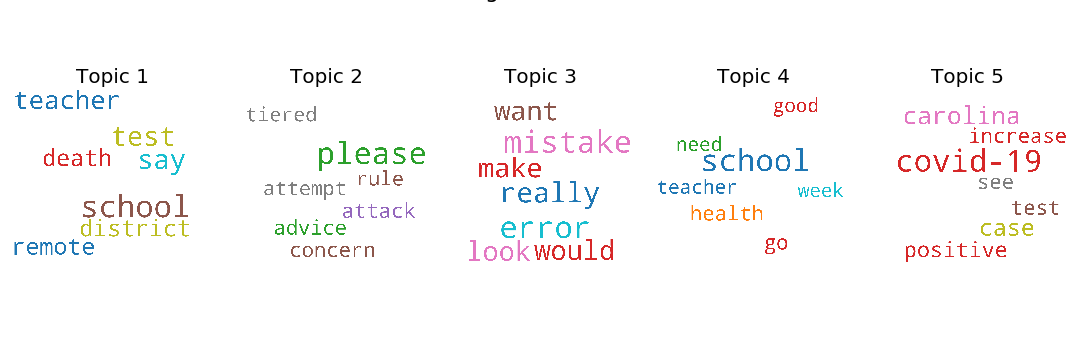 Topic 1
teacher
test
death say
school
district
remote
Topic 2
tiered
please
rule
attempt
attack
advice
concern
Topic 3
want
mistake
make
really
error
look would
Topic 4
good
need
school
teacher week
health
go
Topic 5
carolina
increase
covid-19
see
test
case
positive